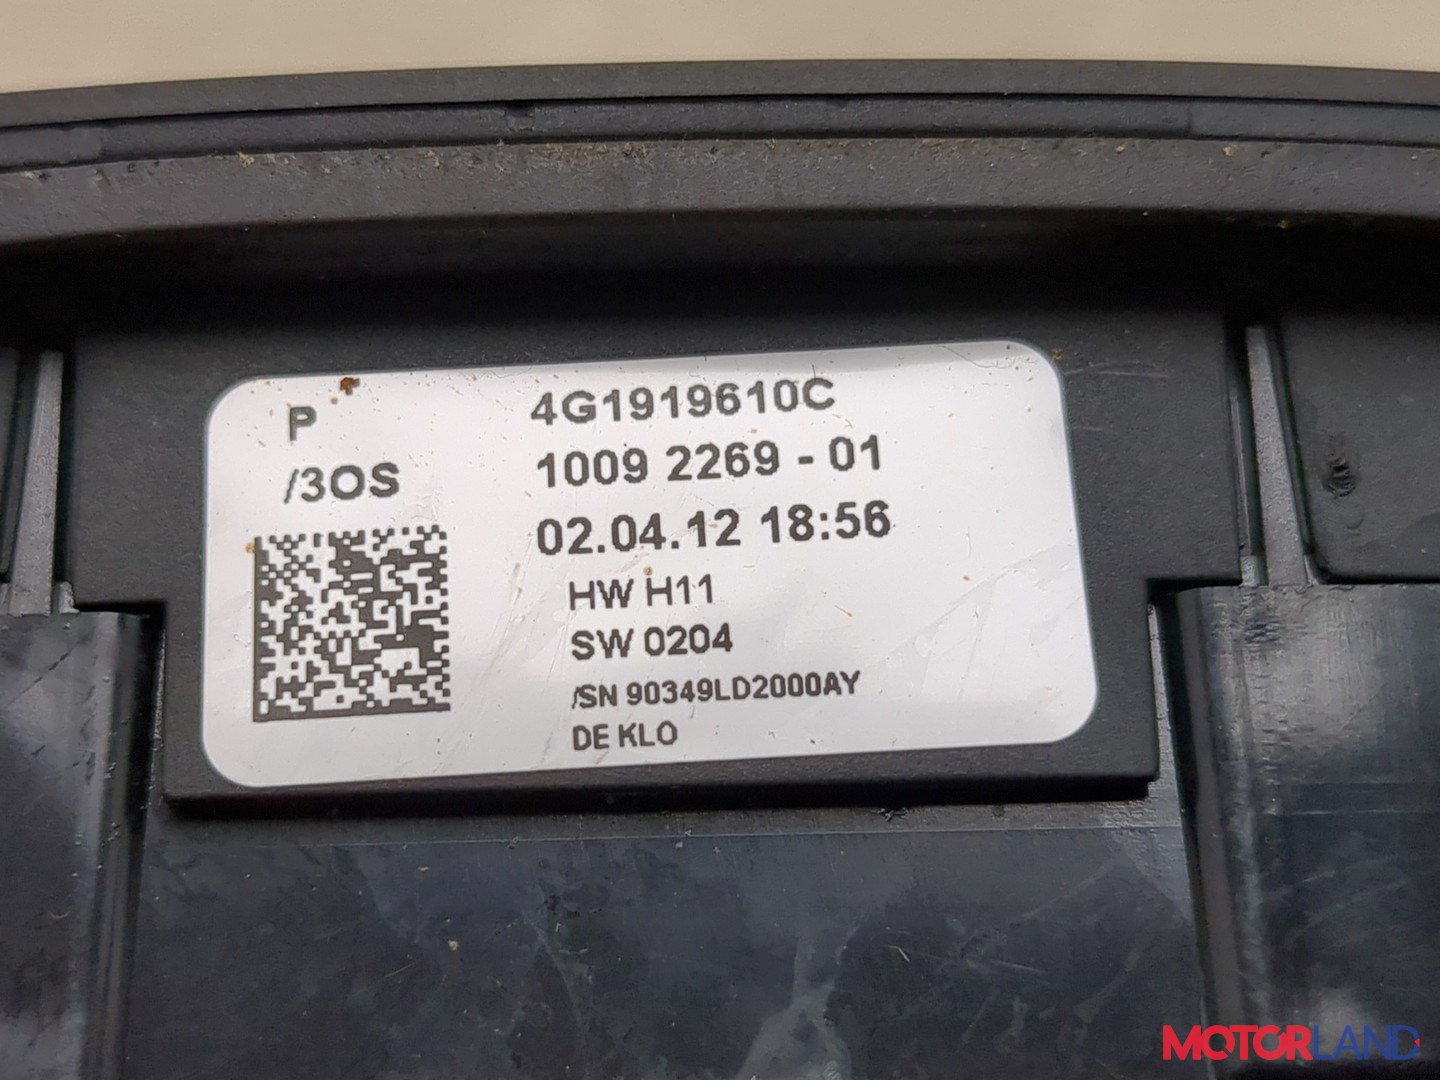 P
/3OS
4G1919610C
1009 2269 - 01
02.04.12 18:56
HW H11
SW 0204
/SN 90349LD2000AY
DE KLO
MOTORLAND